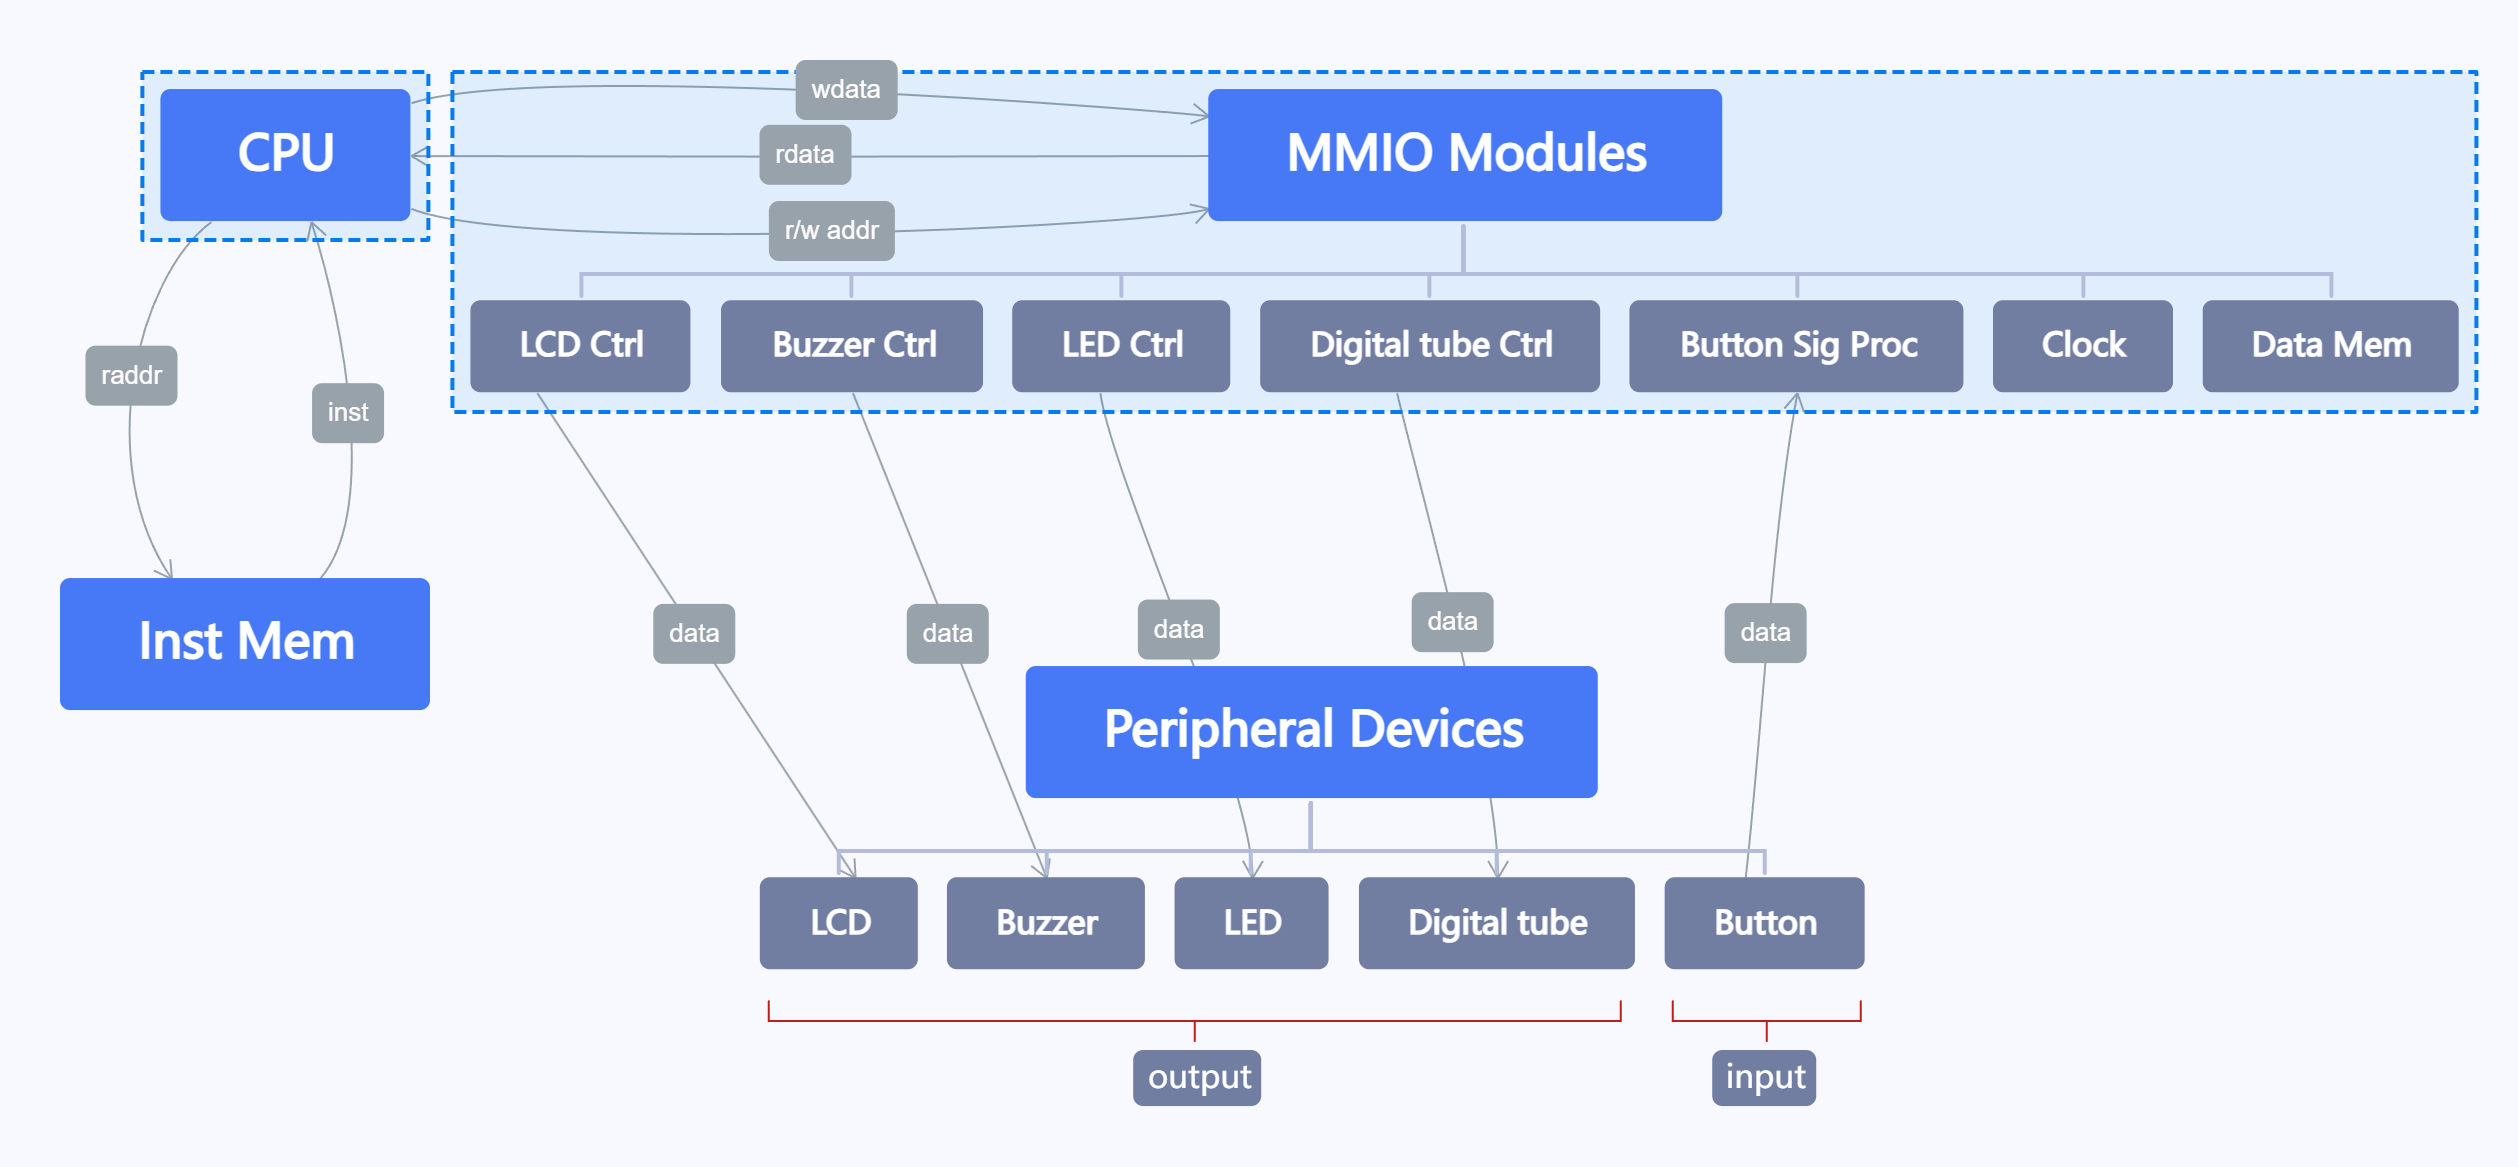 wdata
CPU
rdata
MMIO Modules
r/w addr
LCD Ctrl
Buzzer Ctrl
LED Ctrl
Digital tube Ctrl
Button Sig Proc
Clock
Data Mem
raddr
inst
Inst Mem
data
data
data
data
data
Peripheral Devices
LCD
Buzzer
LED
Digital tube
Button
output
input